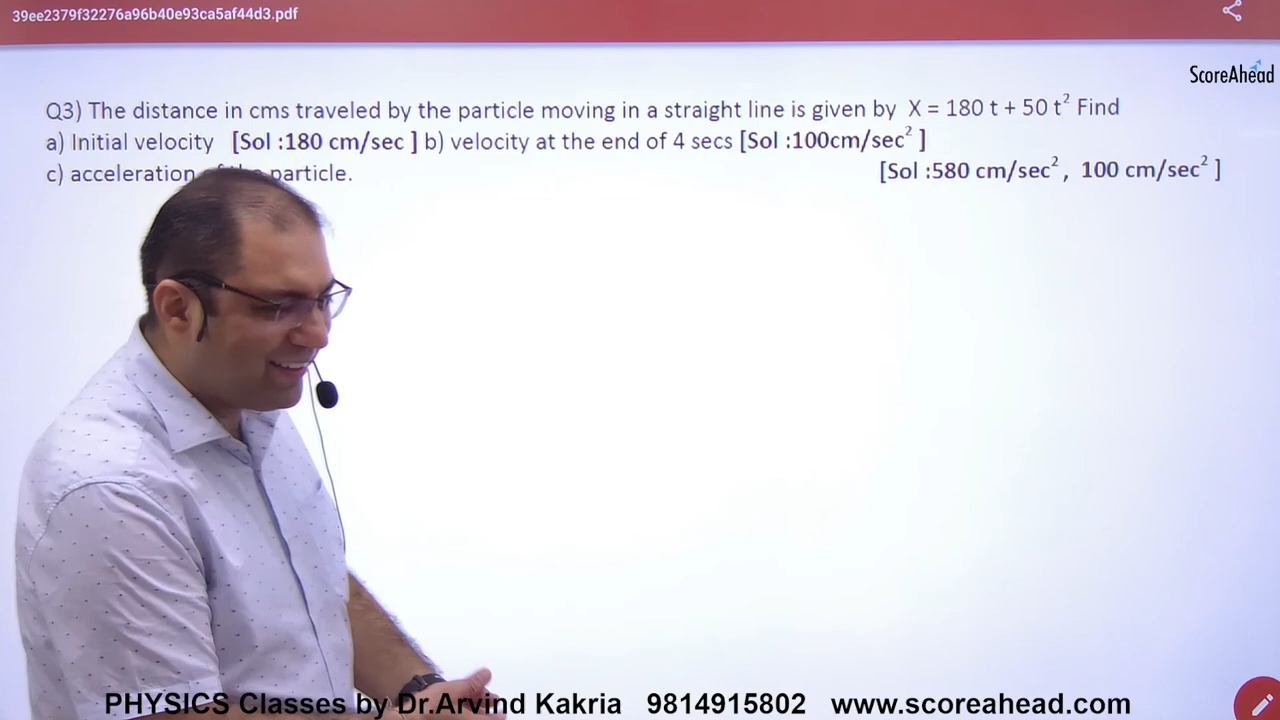 39ee2379f32276a96b40e93ca5af44d3.pdf
ScoreAhead
Q3) The distance in cms traveled by the particle moving in a straight line is given by X = 180 t + 50 t² Find
a) Initial velocity [Sol :180 cm/sec ] b) velocity at the end of 4 secs [Sol :100cm/sec² ]
c) acceleration particle. [Sol :580 cm/sec² , 100 cm/sec² ]
PHYSICS Classes by Dr.Arvind Kakria 9814915802 www.scoreahead.com